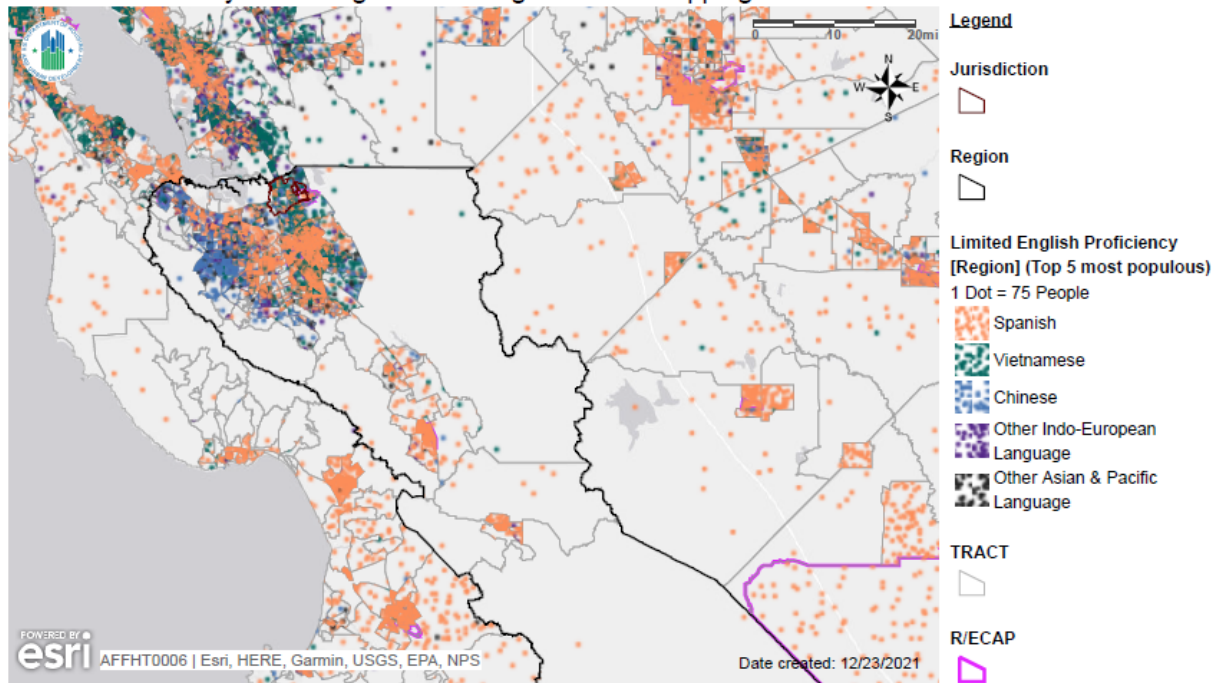 0 10 20mi
N
W E
S
Legend
Jurisdiction
Region
Limited English Proficiency
[Region] (Top 5 most populous)
1 Dot = 75 People
Spanish
Vietnamese
Chinese
Other Indo-European
Language
Other Asian & Pacific
Language
TRACT
R/ECAP
POWERED BY
esri
AFFHT0006 | Esri, HERE, Garmin, USGS, EPA, NPS
Date created: 12/23/2021